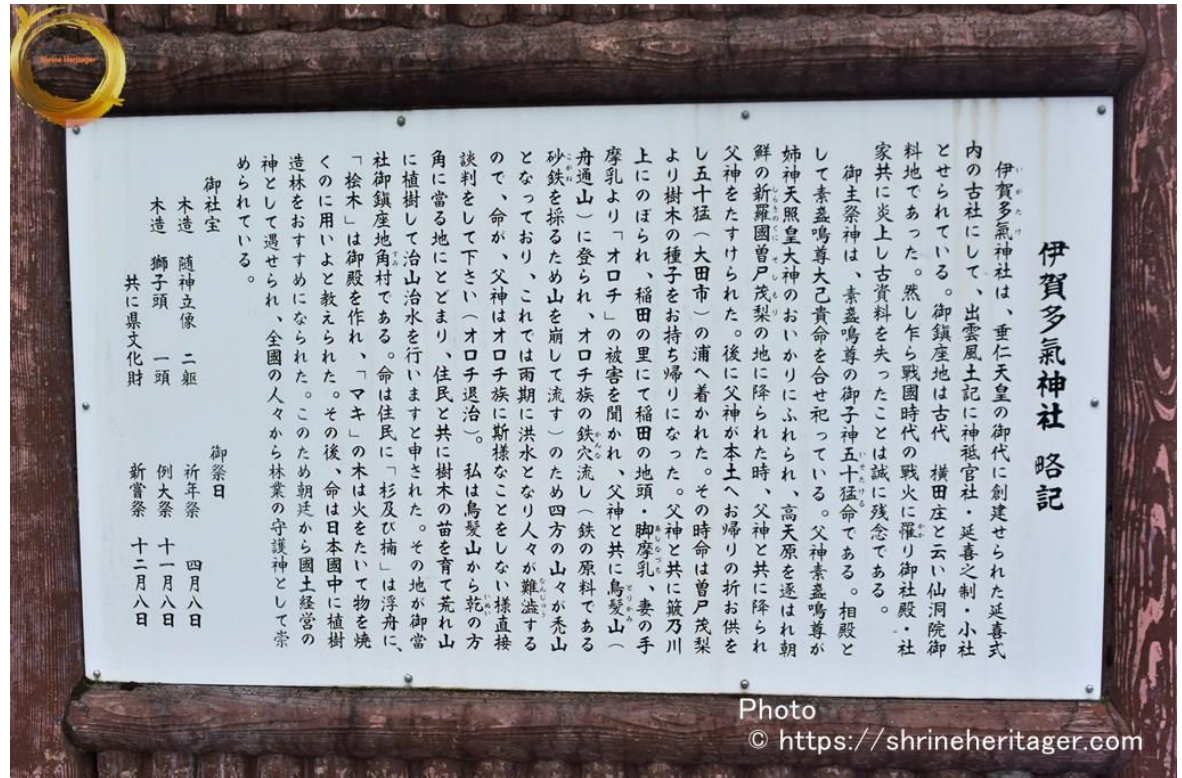 Shrine Heritager
伊賀多氣神社 略記
伊賀多氣神社は、垂仁天皇の御代に創建せられた延喜式
内の古社にして、出雲風土記に神祗官社・延喜之制・小社
とせられている。御鎮座地は古代 横田庄と云い仙洞院御
料地であった。然し乍ら戰國時代の戰火に罹り御社殿・社
家共に炎上し古資料を失ったことは誠に残念である。
御主祭神は、素盞鳴尊の御子神五十猛命である。相殿と
して素盞鳴尊大己貴命を合せ祀っている。父神素盞鳴尊が
姉神天照皇大神のおいかりにふれられ、高天原を逐はれ朝
鮮の新羅國曽尸茂梨の地に降られた時、父神と共に降られ
父神をたすけられた。後に父神が本土へお帰りの折お供を
し五十猛（大田市）の浦へ着かれた。その時命は曽尸茂梨
より樹木の種子をお持ち帰りになった。父神と共に簸乃川
上にのぼられ、稲田の里にて稲田の地頭・脚摩乳、妻の手
摩乳より「オロチ」の被害を聞かれ、父神と共に鳥髪山（
舟通山）に登られ、オロチ族の鉄穴流し（鉄の原料である
砂鉄を採るため山を崩して流す）のため四方の山々が禿山
となっており、これでは雨期に洪水となり人々が難澁する
ので、命が、父神はオロチ族に斯様なことをしない様直接
談判をして下さい（オロチ退治）。私は鳥髪山から乾の方
角に當る地にとどまり、住民と共に樹木の苗を育て荒れ山
に植樹して治山治水を行いますと申された。その地が御當
社御鎮座地角村である。命は住民に「杉及び楠」は浮舟に、
「桧木」は御殿を作れ、「マキ」の木は火をたいて物を焼
くのに用いよと教えられた。その後、命は日本國中に植樹
造林をおすすめになられた。このため朝廷から國土経営の
神として遇せられ、全國の人々から林業の守護神として崇
められている。
御社宝
木造 随神立像 二躯
木造 獅子頭 一頭
共に県文化財
御祭日
祈年祭 四月八日
例大祭 十一月八日
新嘗祭 十二月八日
Photo
© https://shrineheritager.com